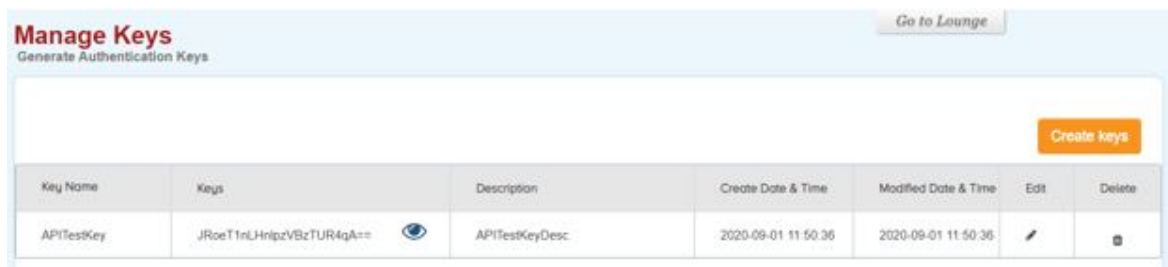 Go to Lounge
Manage Keys
Generate Authentication Keys
Create keys
Key Name Keys Description Create Date & Time Modified Date & Time Edit Delete
APITestKey JRoeT1nLHnlpzVBzTUR4qA== APITestKeyDesc 2020-09-01 11:50:36 2020-09-01 11:50:36